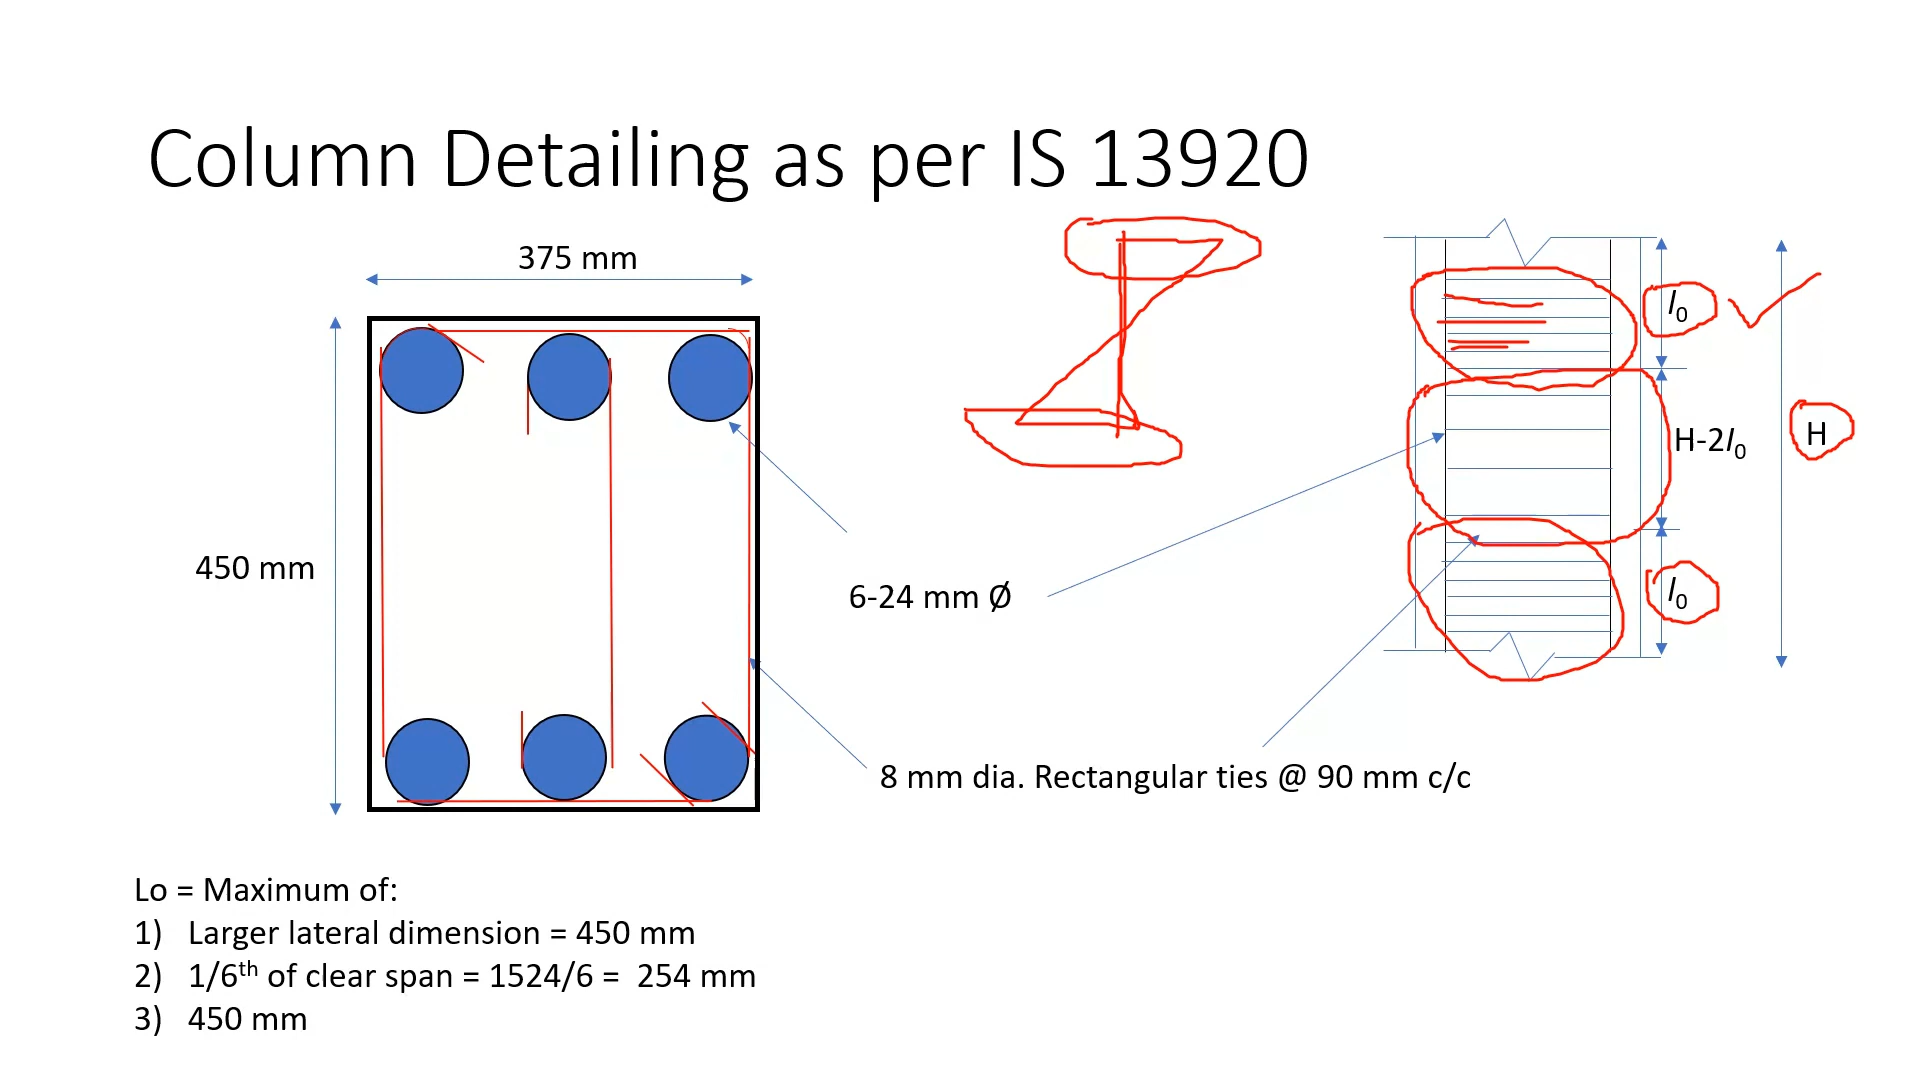 Column Detailing as per IS 13920
375 mm
450 mm
l0
H-2l0
H
l0
6-24 mm Ø
8 mm dia. Rectangular ties @ 90 mm c/c
Lo = Maximum of:
1) Larger lateral dimension = 450 mm
2) 1/6th of clear span = 1524/6 = 254 mm
3) 450 mm